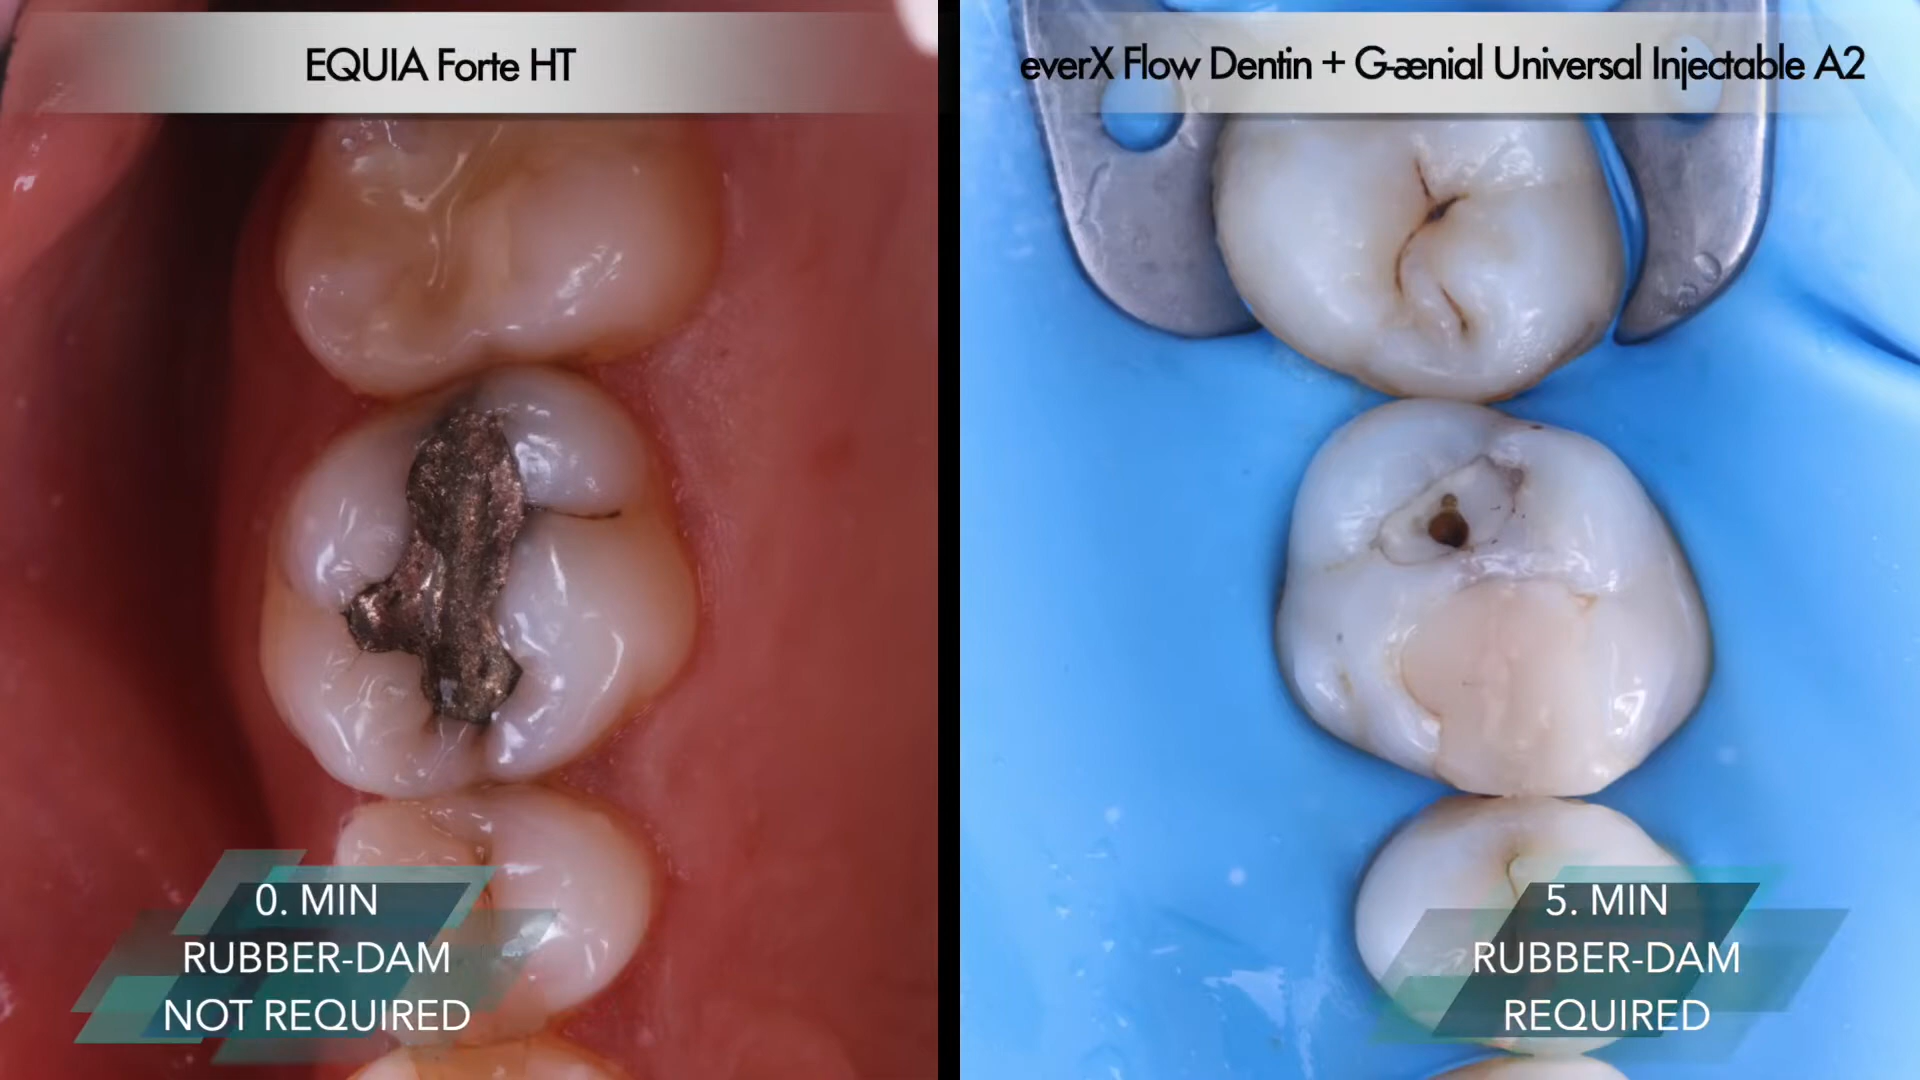 EQUIA Forte HT
everX Flow Dentin + G-ænial Universal Injectable A2
0. MIN
RUBBER-DAM
NOT REQUIRED
5. MIN
RUBBER-DAM
REQUIRED